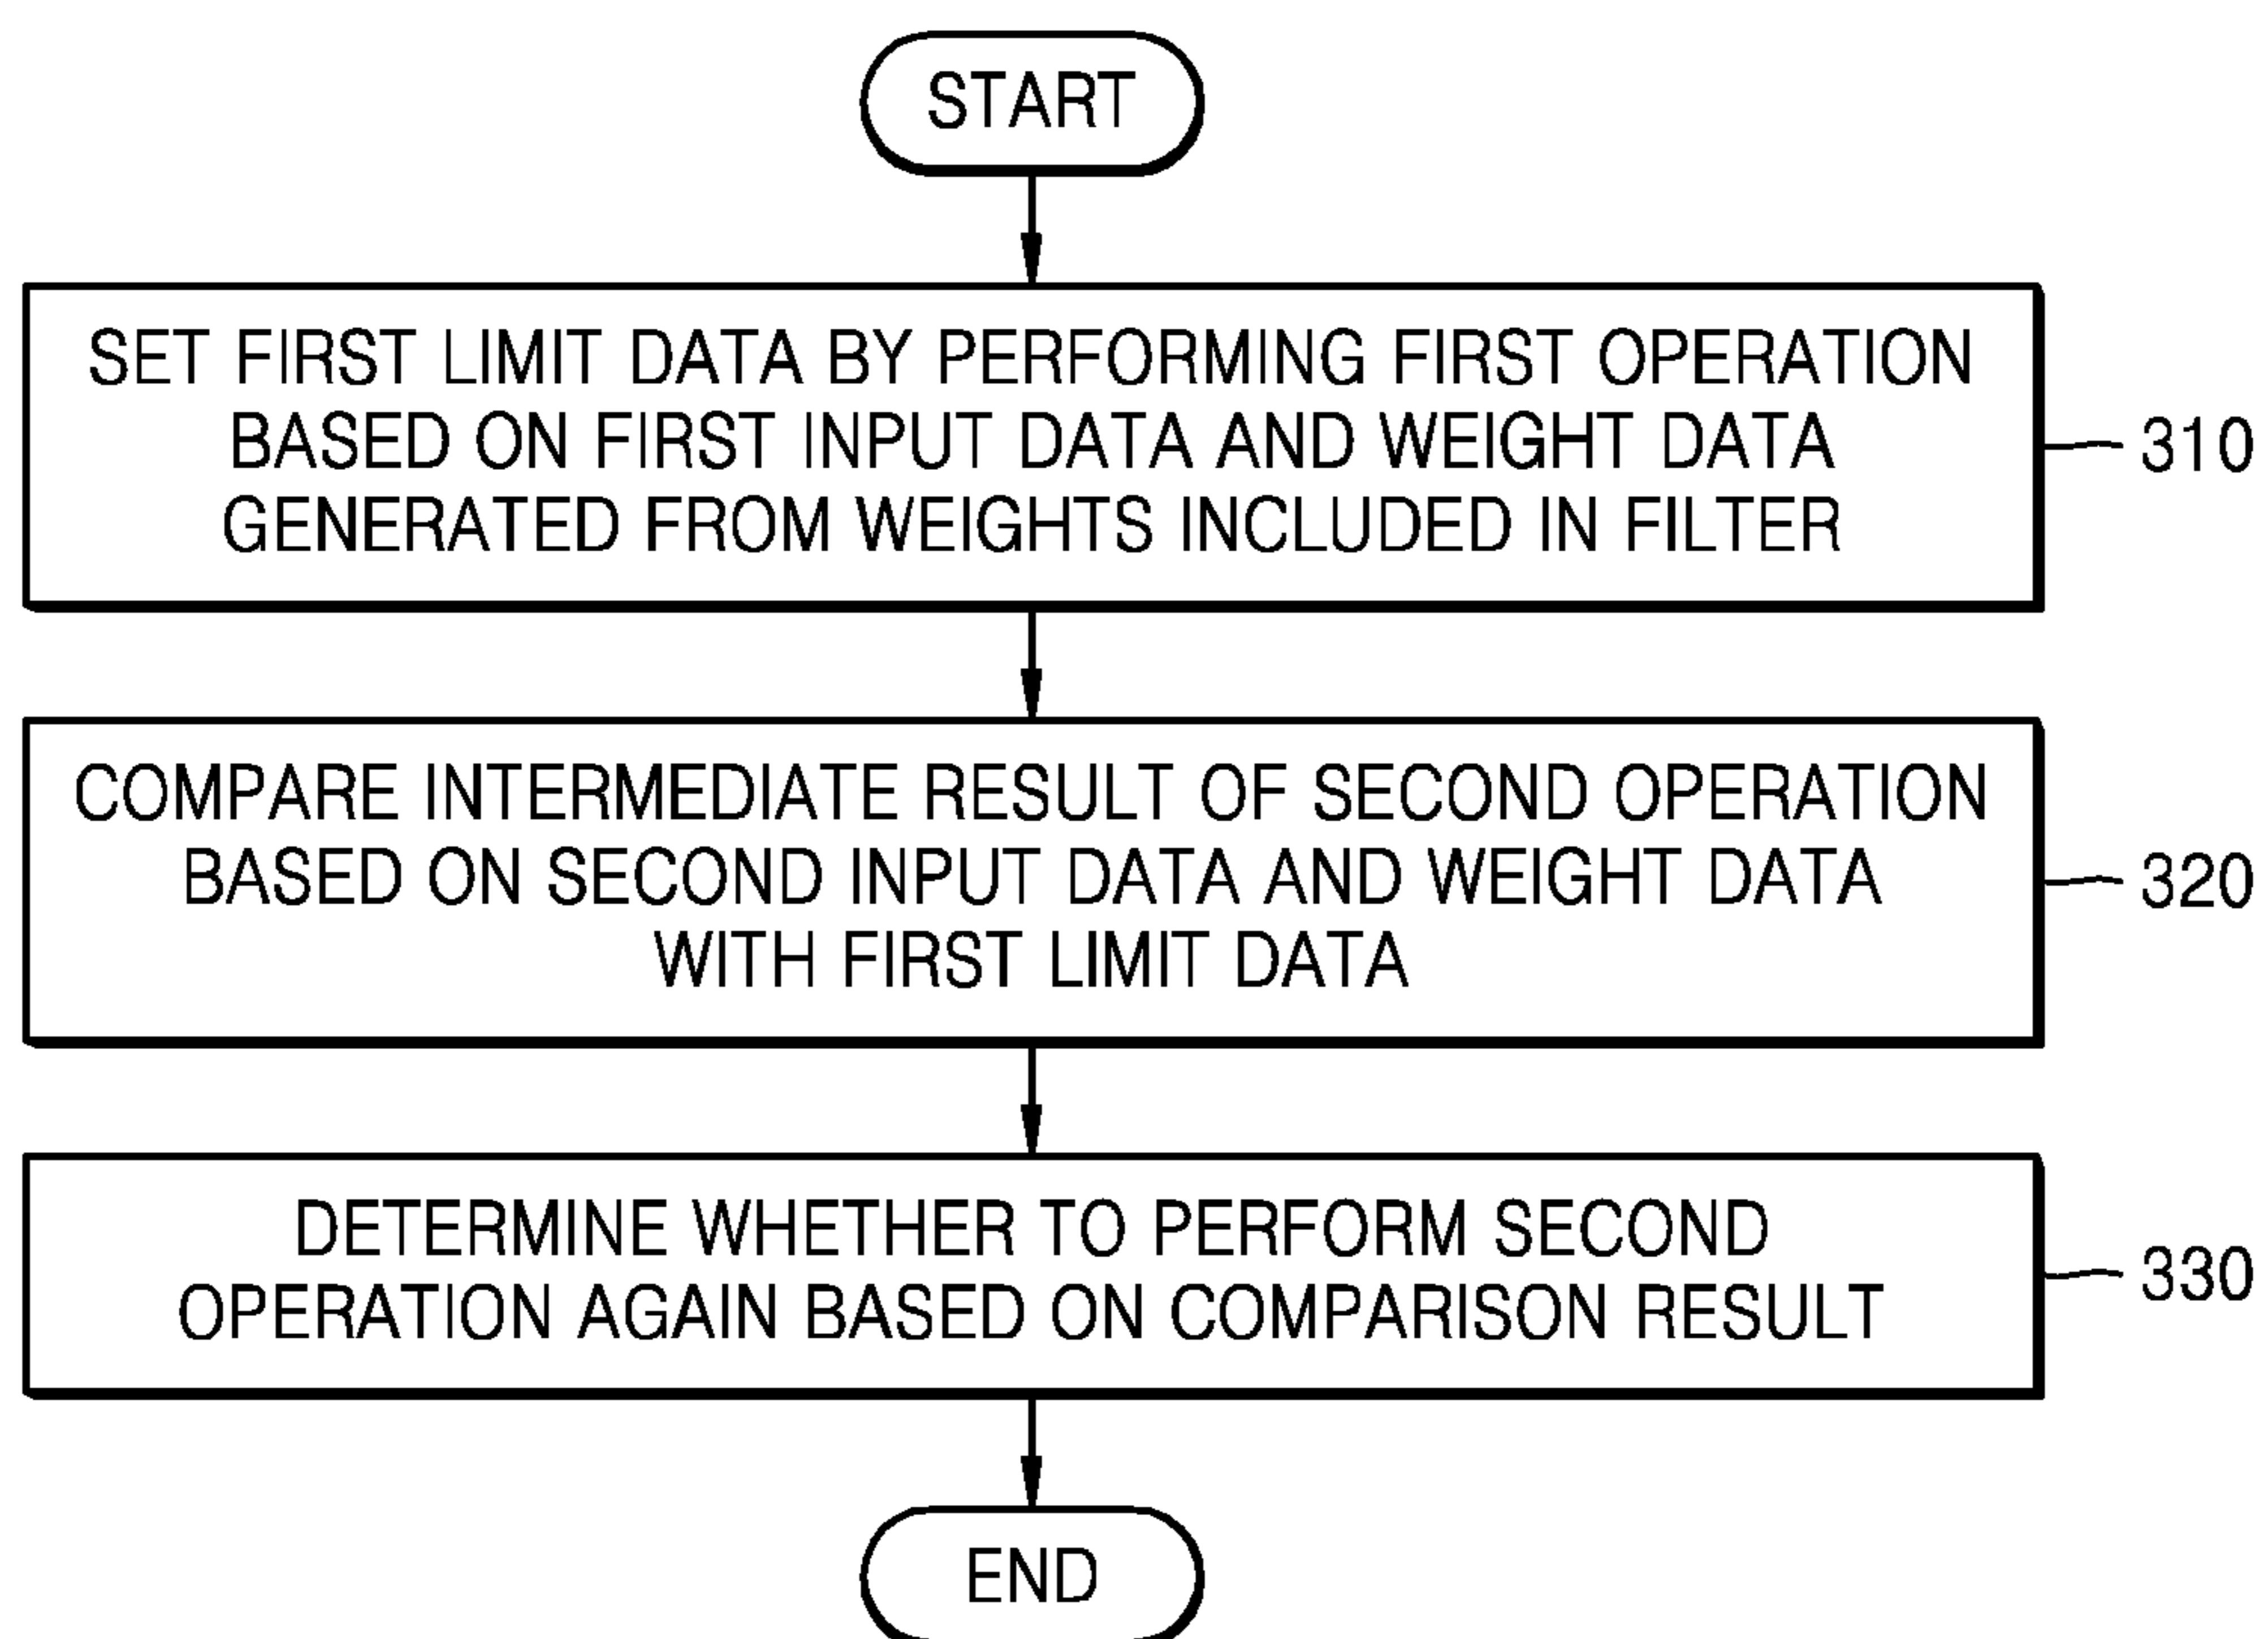 START
SET FIRST LIMIT DATA BY PERFORMING FIRST OPERATION
BASED ON FIRST INPUT DATA AND WEIGHT DATA
GENERATED FROM WEIGHTS INCLUDED IN FILTER
310
COMPARE INTERMEDIATE RESULT OF SECOND OPERATION
BASED ON SECOND INPUT DATA AND WEIGHT DATA
WITH FIRST LIMIT DATA
320
DETERMINE WHETHER TO PERFORM SECOND
OPERATION AGAIN BASED ON COMPARISON RESULT
330
END